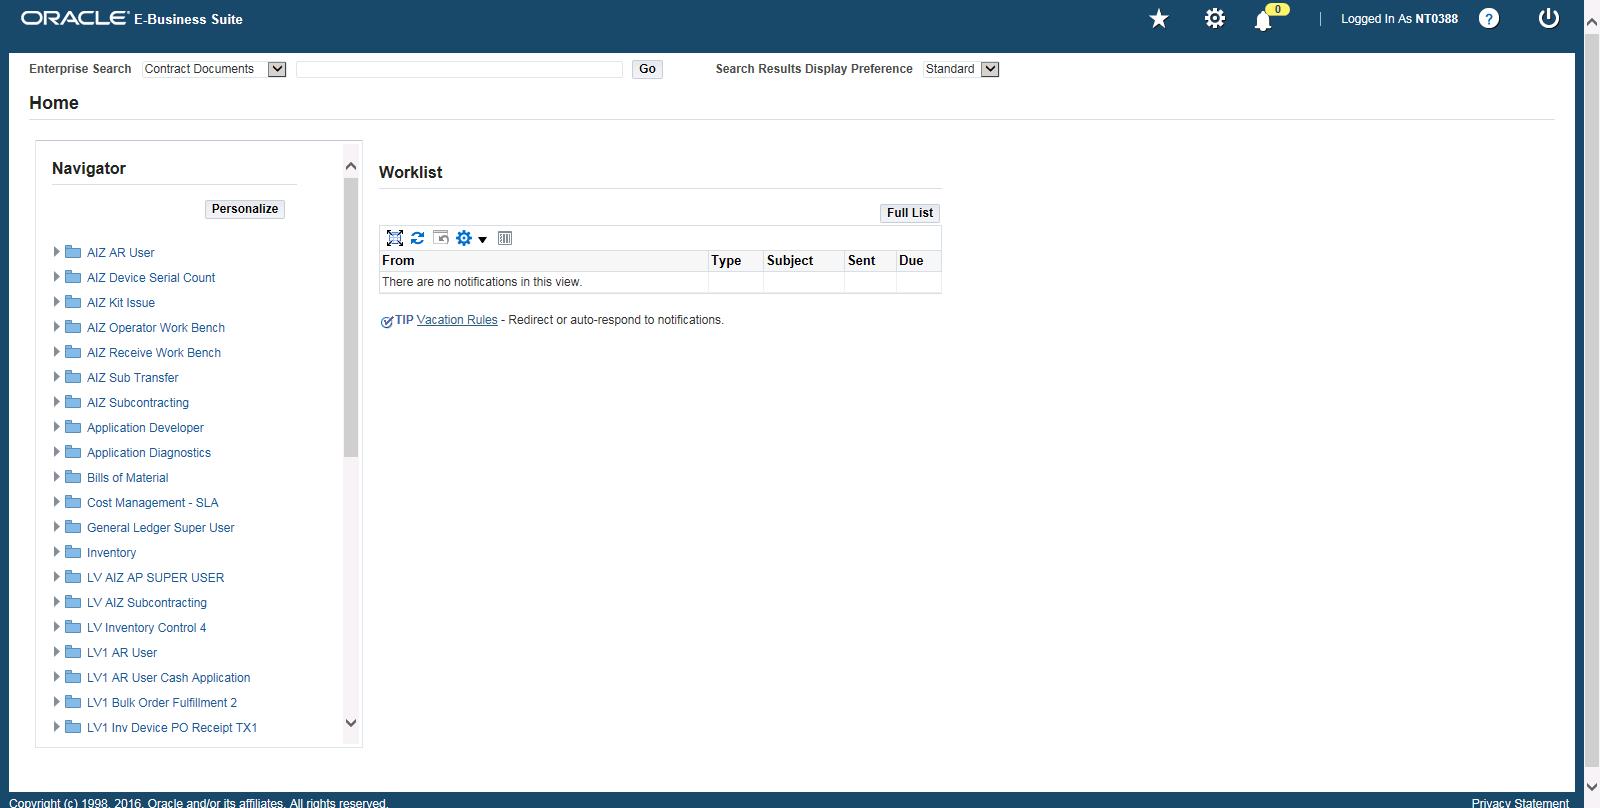 ORACLE® E-Business Suite
0
Logged In As NT0388
?
Enterprise Search Contract Documents Go Search Results Display Preference Standard
Home
Navigator
Personalize
AIZ AR User
AIZ Device Serial Count
AIZ Kit Issue
AIZ Operator Work Bench
AIZ Receive Work Bench
AIZ Sub Transfer
AIZ Subcontracting
Application Developer
Application Diagnostics
Bills of Material
Cost Management - SLA
General Ledger Super User
Inventory
LV AIZ AP SUPER USER
LV AIZ Subcontracting
LV Inventory Control 4
LV1 AR User
LV1 AR User Cash Application
LV1 Bulk Order Fulfillment 2
LV1 Inv Device PO Receipt TX1
Worklist
Full List
From Type Subject Sent Due
There are no notifications in this view.
TIP Vacation Rules - Redirect or auto-respond to notifications.
Copyright (c) 1998, 2016, Oracle and/or its affiliates. All rights reserved.
Privacy Statement